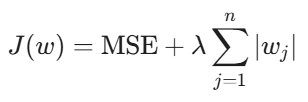 J(w) = MSE + λ ∑_{j=1}^{n} |w_j|